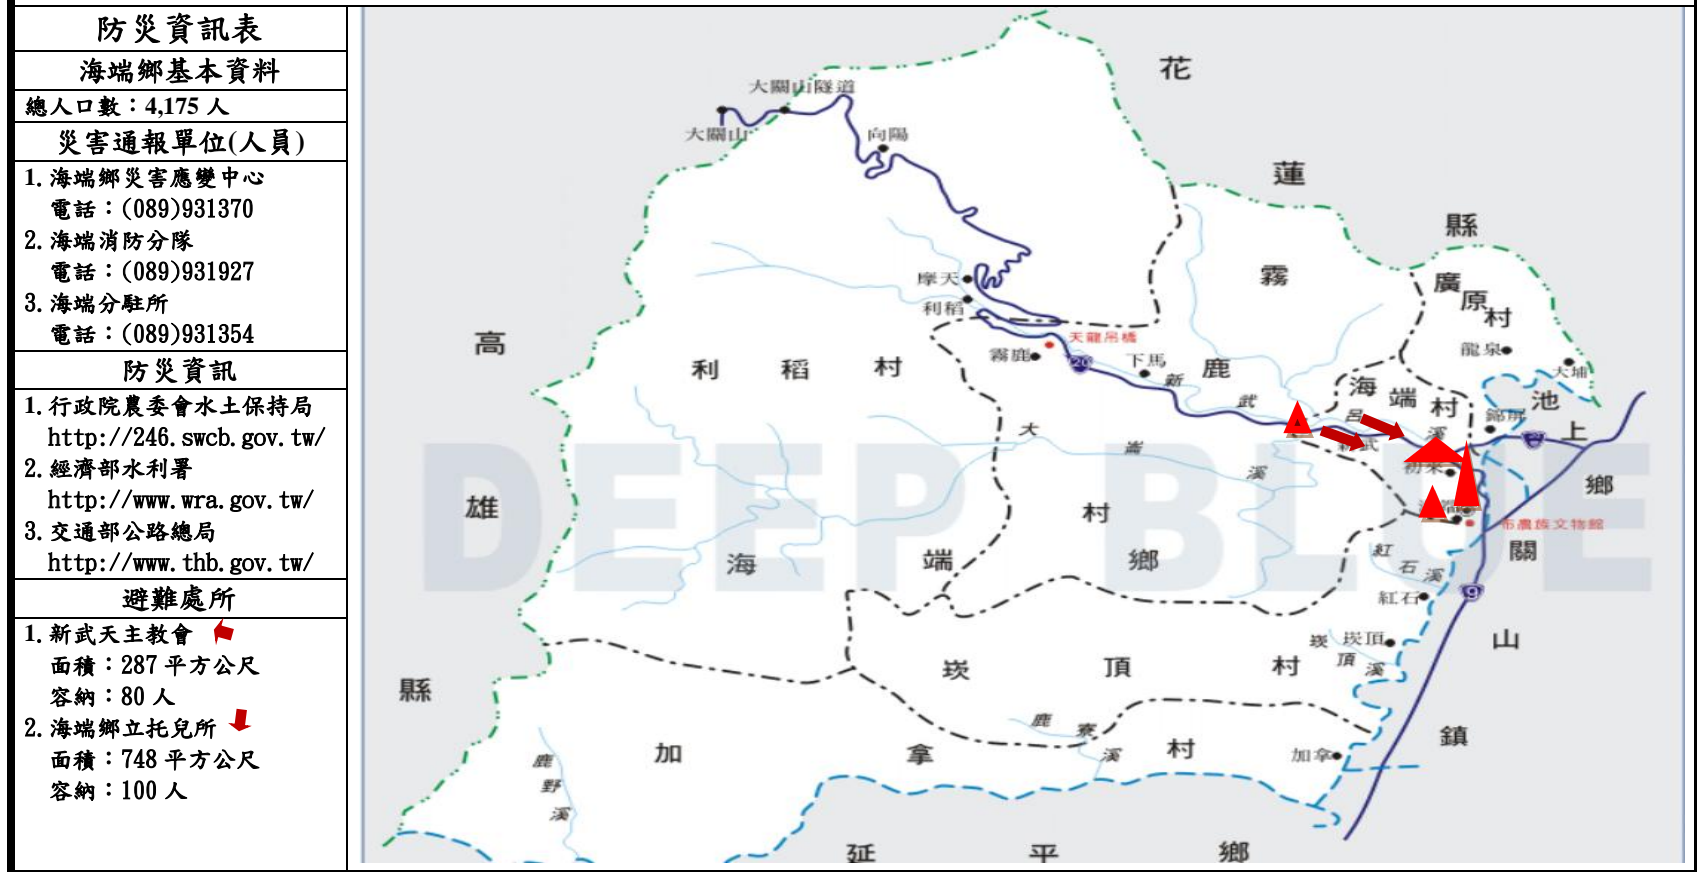 防災資訊表
海端鄉基本資料
總人口數：4,175 人
災害通報單位(人員)
1. 海端鄉災害應變中心
電話：(089)931370
2. 海端消防分隊
電話：(089)931927
3. 海端分駐所
電話：(089)931354
防災資訊
1. 行政院農委會水土保持局
http://246.swcb.gov.tw/
2. 經濟部水利署
http://www.wra.gov.tw/
3. 交通部公路總局
http://www.thb.gov.tw/
避難處所
1. 新武天主教會
面積：287 平方公尺
容納：80 人
2. 海端鄉立托兒所
面積：748 平方公尺
容納：100 人
花
蓮
縣
大關山隧道
大關山
向陽
摩天
利稻
霧
鹿
村
廣
原
村
龍泉
大埔
高
雄
縣
利稻村
霧鹿
天龍吊橋
20
下馬
新
武
呂
溪
海端村
池
上
鄉
錦屏
新武
初來
大
崙
溪
布農族文物館
關
山
鎮
海端鄉
紅
石
溪
紅石
9
崁頂村
崁
頂
溪
崁頂
加拿村
鹿
寮
溪
加拿
鹿
野
溪
延平鄉
DEEP BLUE